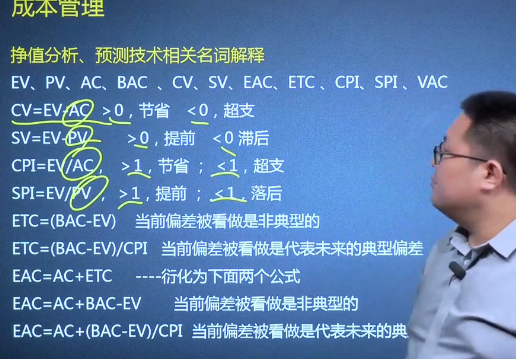 成本管理
挣值分析、预测技术相关名词解释
EV、PV、AC、BAC 、CV、SV、EAC、ETC 、CPI、SPI 、VAC
CV=EV-AC >0，节省 <0，超支
SV=EV-PV >0，提前 <0 滞后
CPI=EV/AC， >1，节省； <1，超支
SPI=EV/PV， >1，提前； <1，落后
ETC=(BAC-EV) 当前偏差被看做是非典型的
ETC=(BAC-EV)/CPI 当前偏差被看做是代表未来的典型偏差
EAC=AC+ETC ----衍化为下面两个公式
EAC=AC+BAC-EV 当前偏差被看做是非典型的
EAC=AC+(BAC-EV)/CPI 当前偏差被看做是代表未来的典